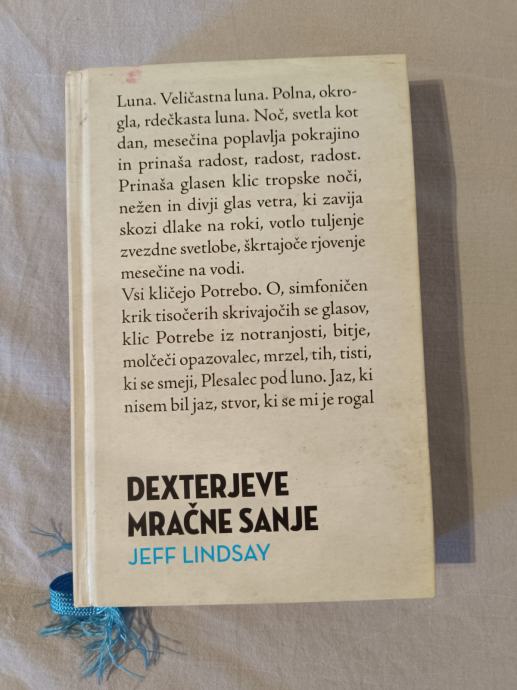 Luna. Veličastna luna. Polna, okro-
gla, rdečkasta luna. Noč, svetla kot
dan, mesečina poplavlja pokrajino
in prinaša radost, radost, radost.
Prinaša glasen klic tropske noči,
nežen in divji glas vetra, ki zavija
skozi dlake na roki, votlo tuljenje
zvezdne svetlobe, škrtajoče rjovenje
mesečine na vodi.
Vsi kličejo Potrebo. O, simfoničen
krik tisočerih skrivajočih se glasov,
klic Potrebe iz notranjosti, bitje,
molčeči opazovalec, mrzel, tih, tisti,
ki se smeji, Plesalec pod luno. Jaz, ki
nisem bil jaz, stvor, ki se mi je rogal
DEXTERJEVE
MRAČNE SANJE
JEFF LINDSAY